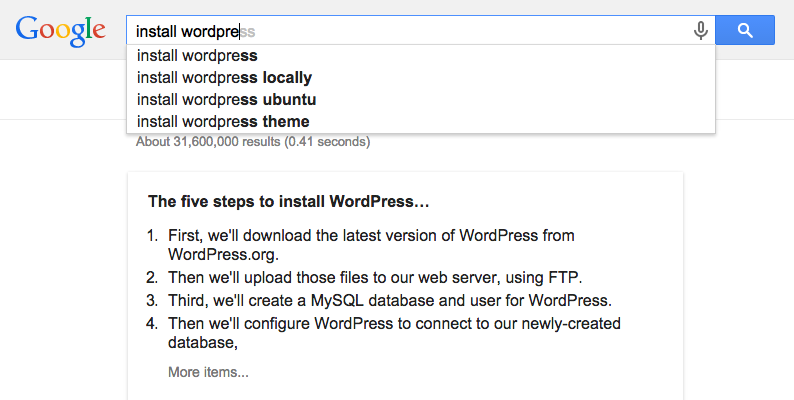 Google
install wordpress
install wordpress
install wordpress locally
install wordpress ubuntu
install wordpress theme
About 31,600,000 results (0.41 seconds)
The five steps to install WordPress…
1. First, we'll download the latest version of WordPress from
WordPress.org.
2. Then we'll upload those files to our web server, using FTP.
3. Third, we'll create a MySQL database and user for WordPress.
4. Then we'll configure WordPress to connect to our newly-created
database,
More items...